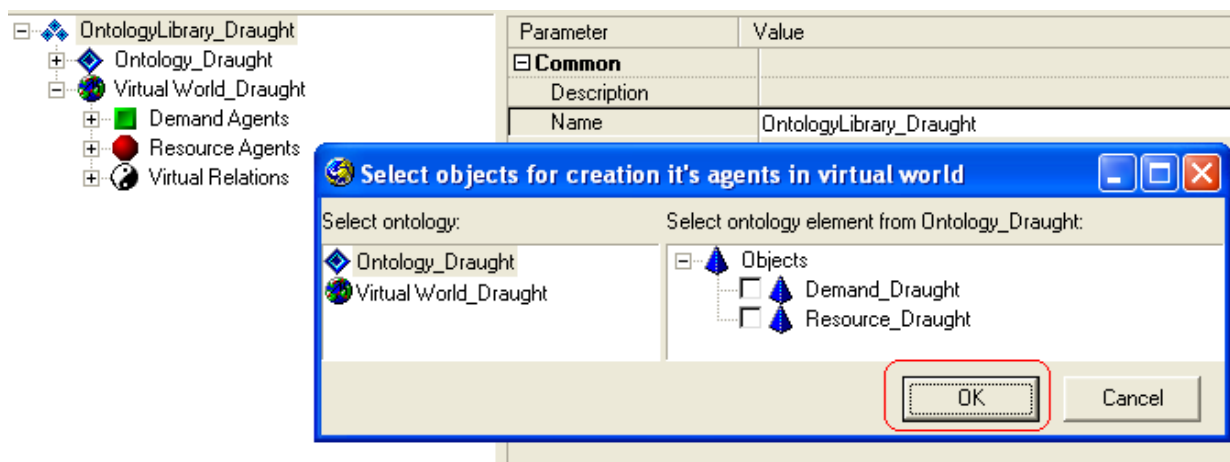 OntologyLibrary_Draught
Ontology_Draught
Virtual World_Draught
Demand Agents
Resource Agents
Virtual Relations
Parameter Value
Common
Description
Name OntologyLibrary_Draught
Select objects for creation it's agents in virtual world
Select ontology:
Ontology_Draught
Virtual World_Draught
Select ontology element from Ontology_Draught:
Objects
Demand_Draught
Resource_Draught
OK Cancel